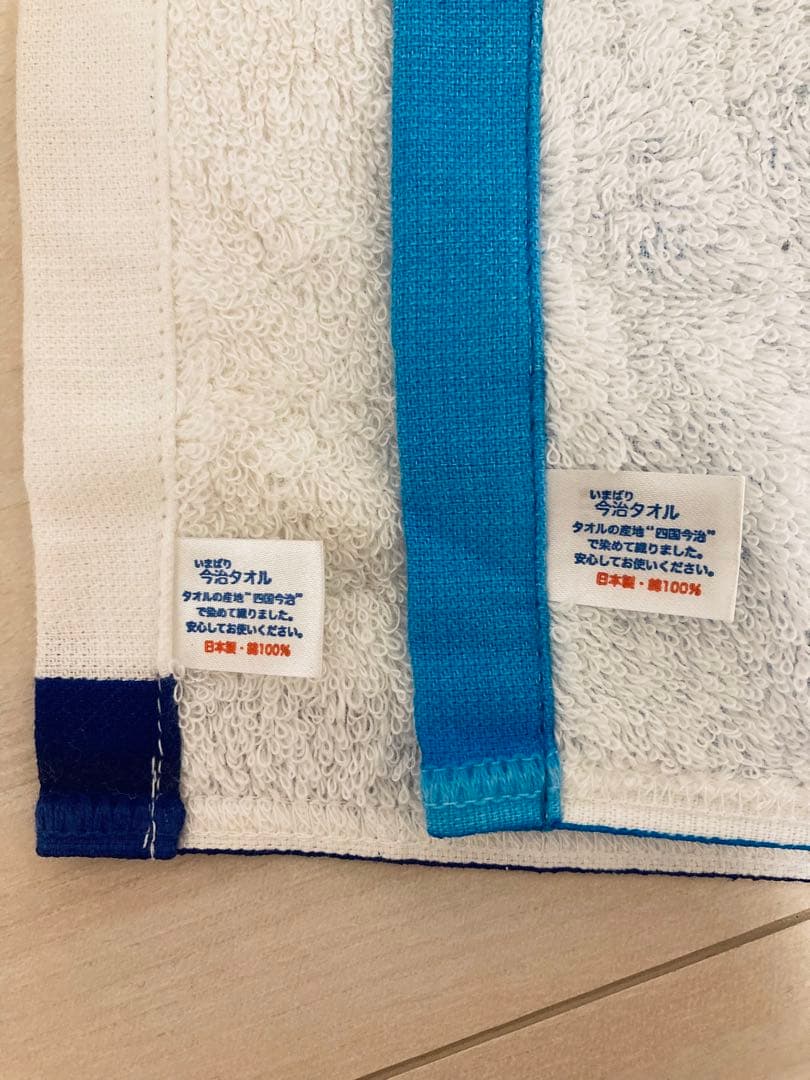 いまばり
今治タオル
タオルの産地“四国今治”
で染めて織りました。
安心してお使いください。
日本製・綿100%
いまばり
今治タオル
タオルの産地“四国今治”
で染めて織りました。
安心してお使いください。
日本製・綿100%